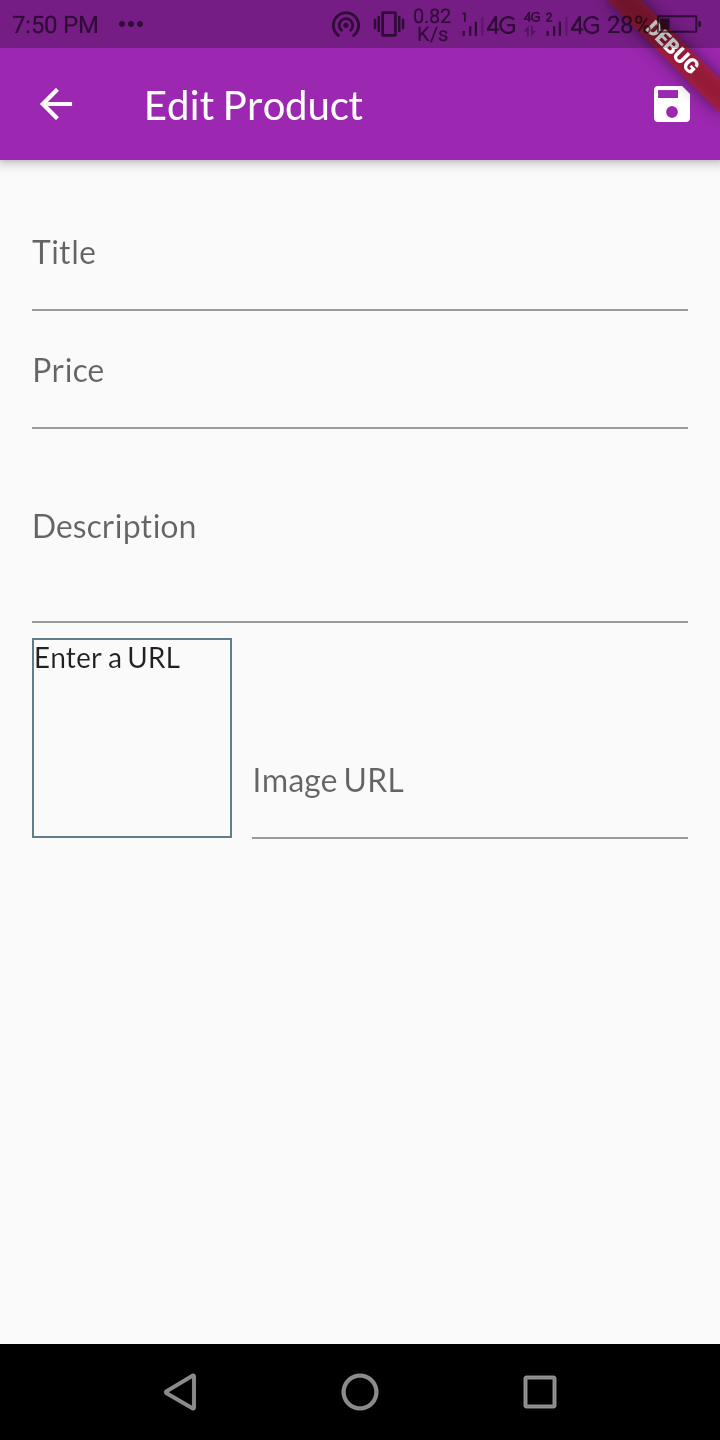 7:50 PM ... 0.82 K/s 1 4G 4G 2 4G 28%
DEBUG
Edit Product
Title
Price
Description
Enter a URL
Image URL